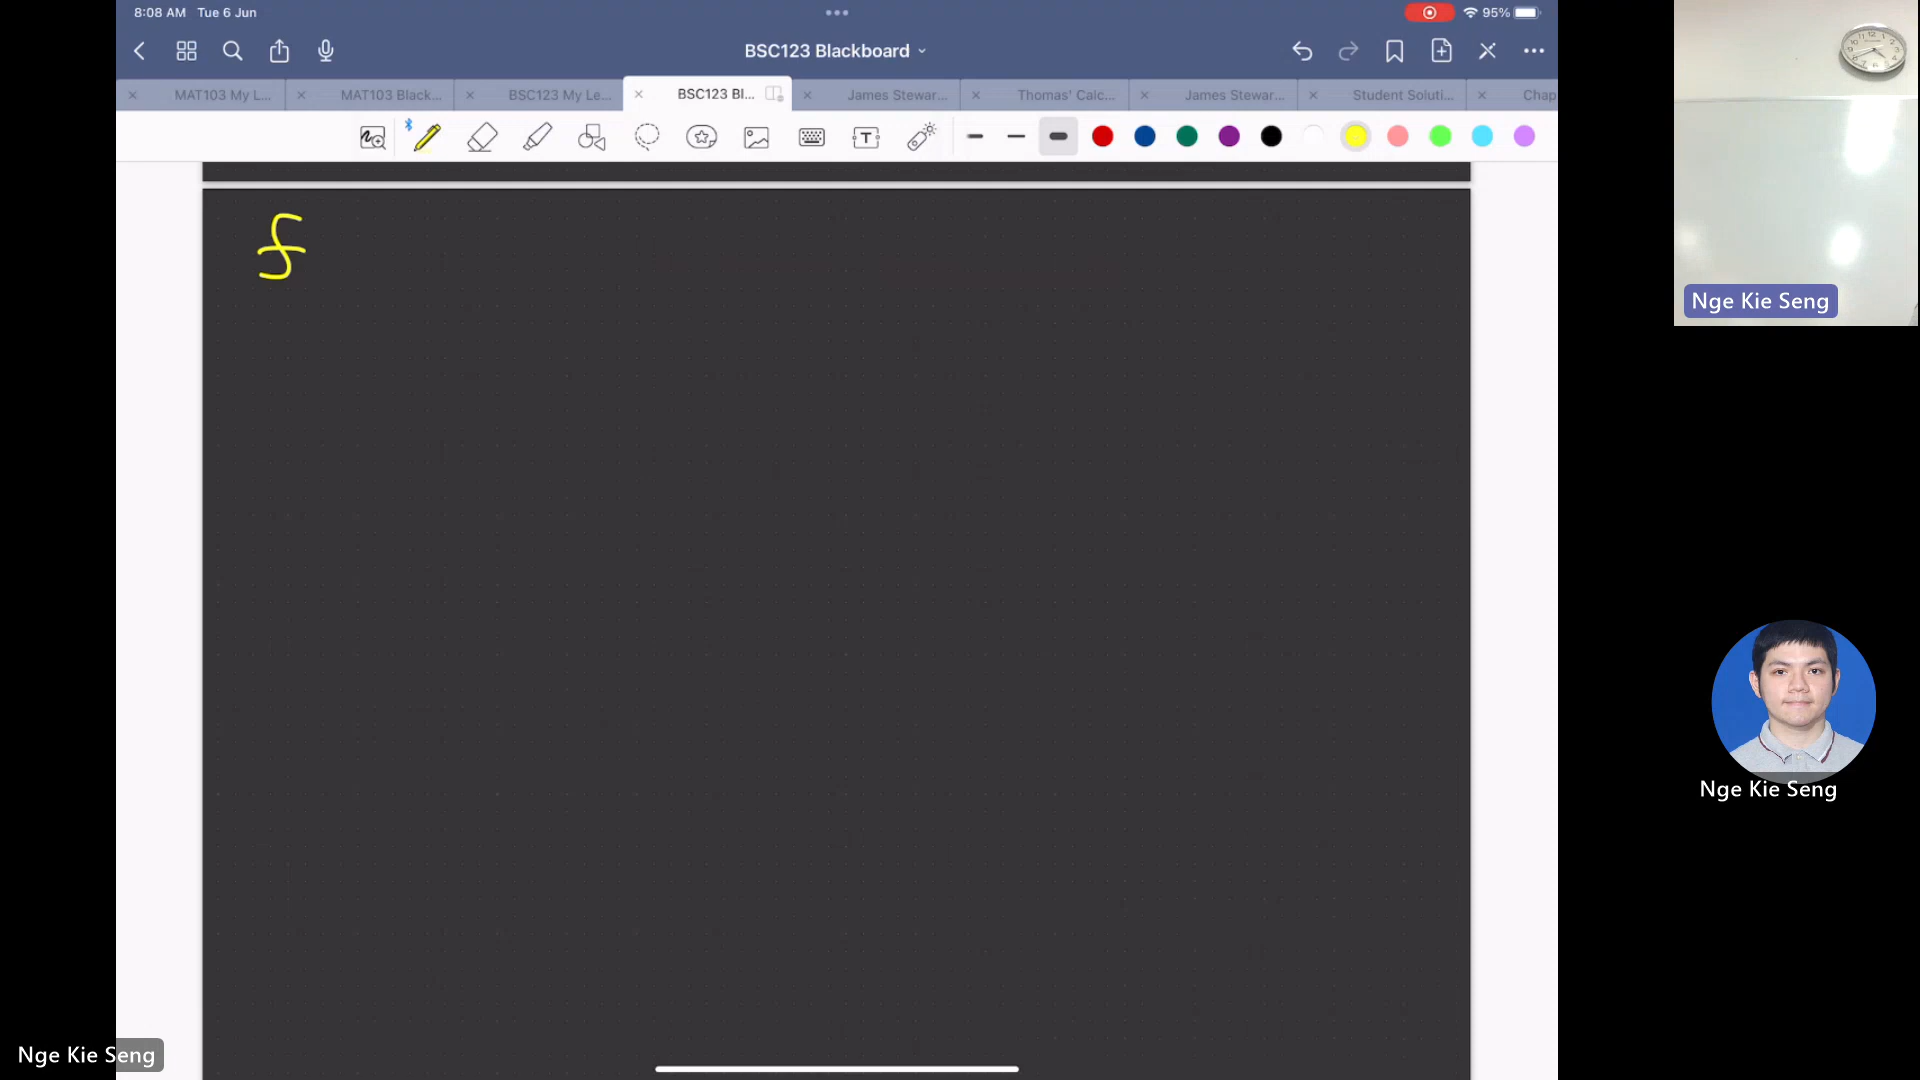 8:08 AM Tue 6 Jun
95%
BSC123 Blackboard
MAT103 My L...
MAT103 Black...
BSC123 My Le...
BSC123 Bl...
James Stewar...
Thomas' Calc...
James Stewar...
Student Soluti...
Chap
T
f
Nge Kie Seng
Nge Kie Seng
Nge Kie Seng